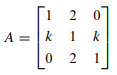 A = [1 2 0
k 1 k
0 2 1]